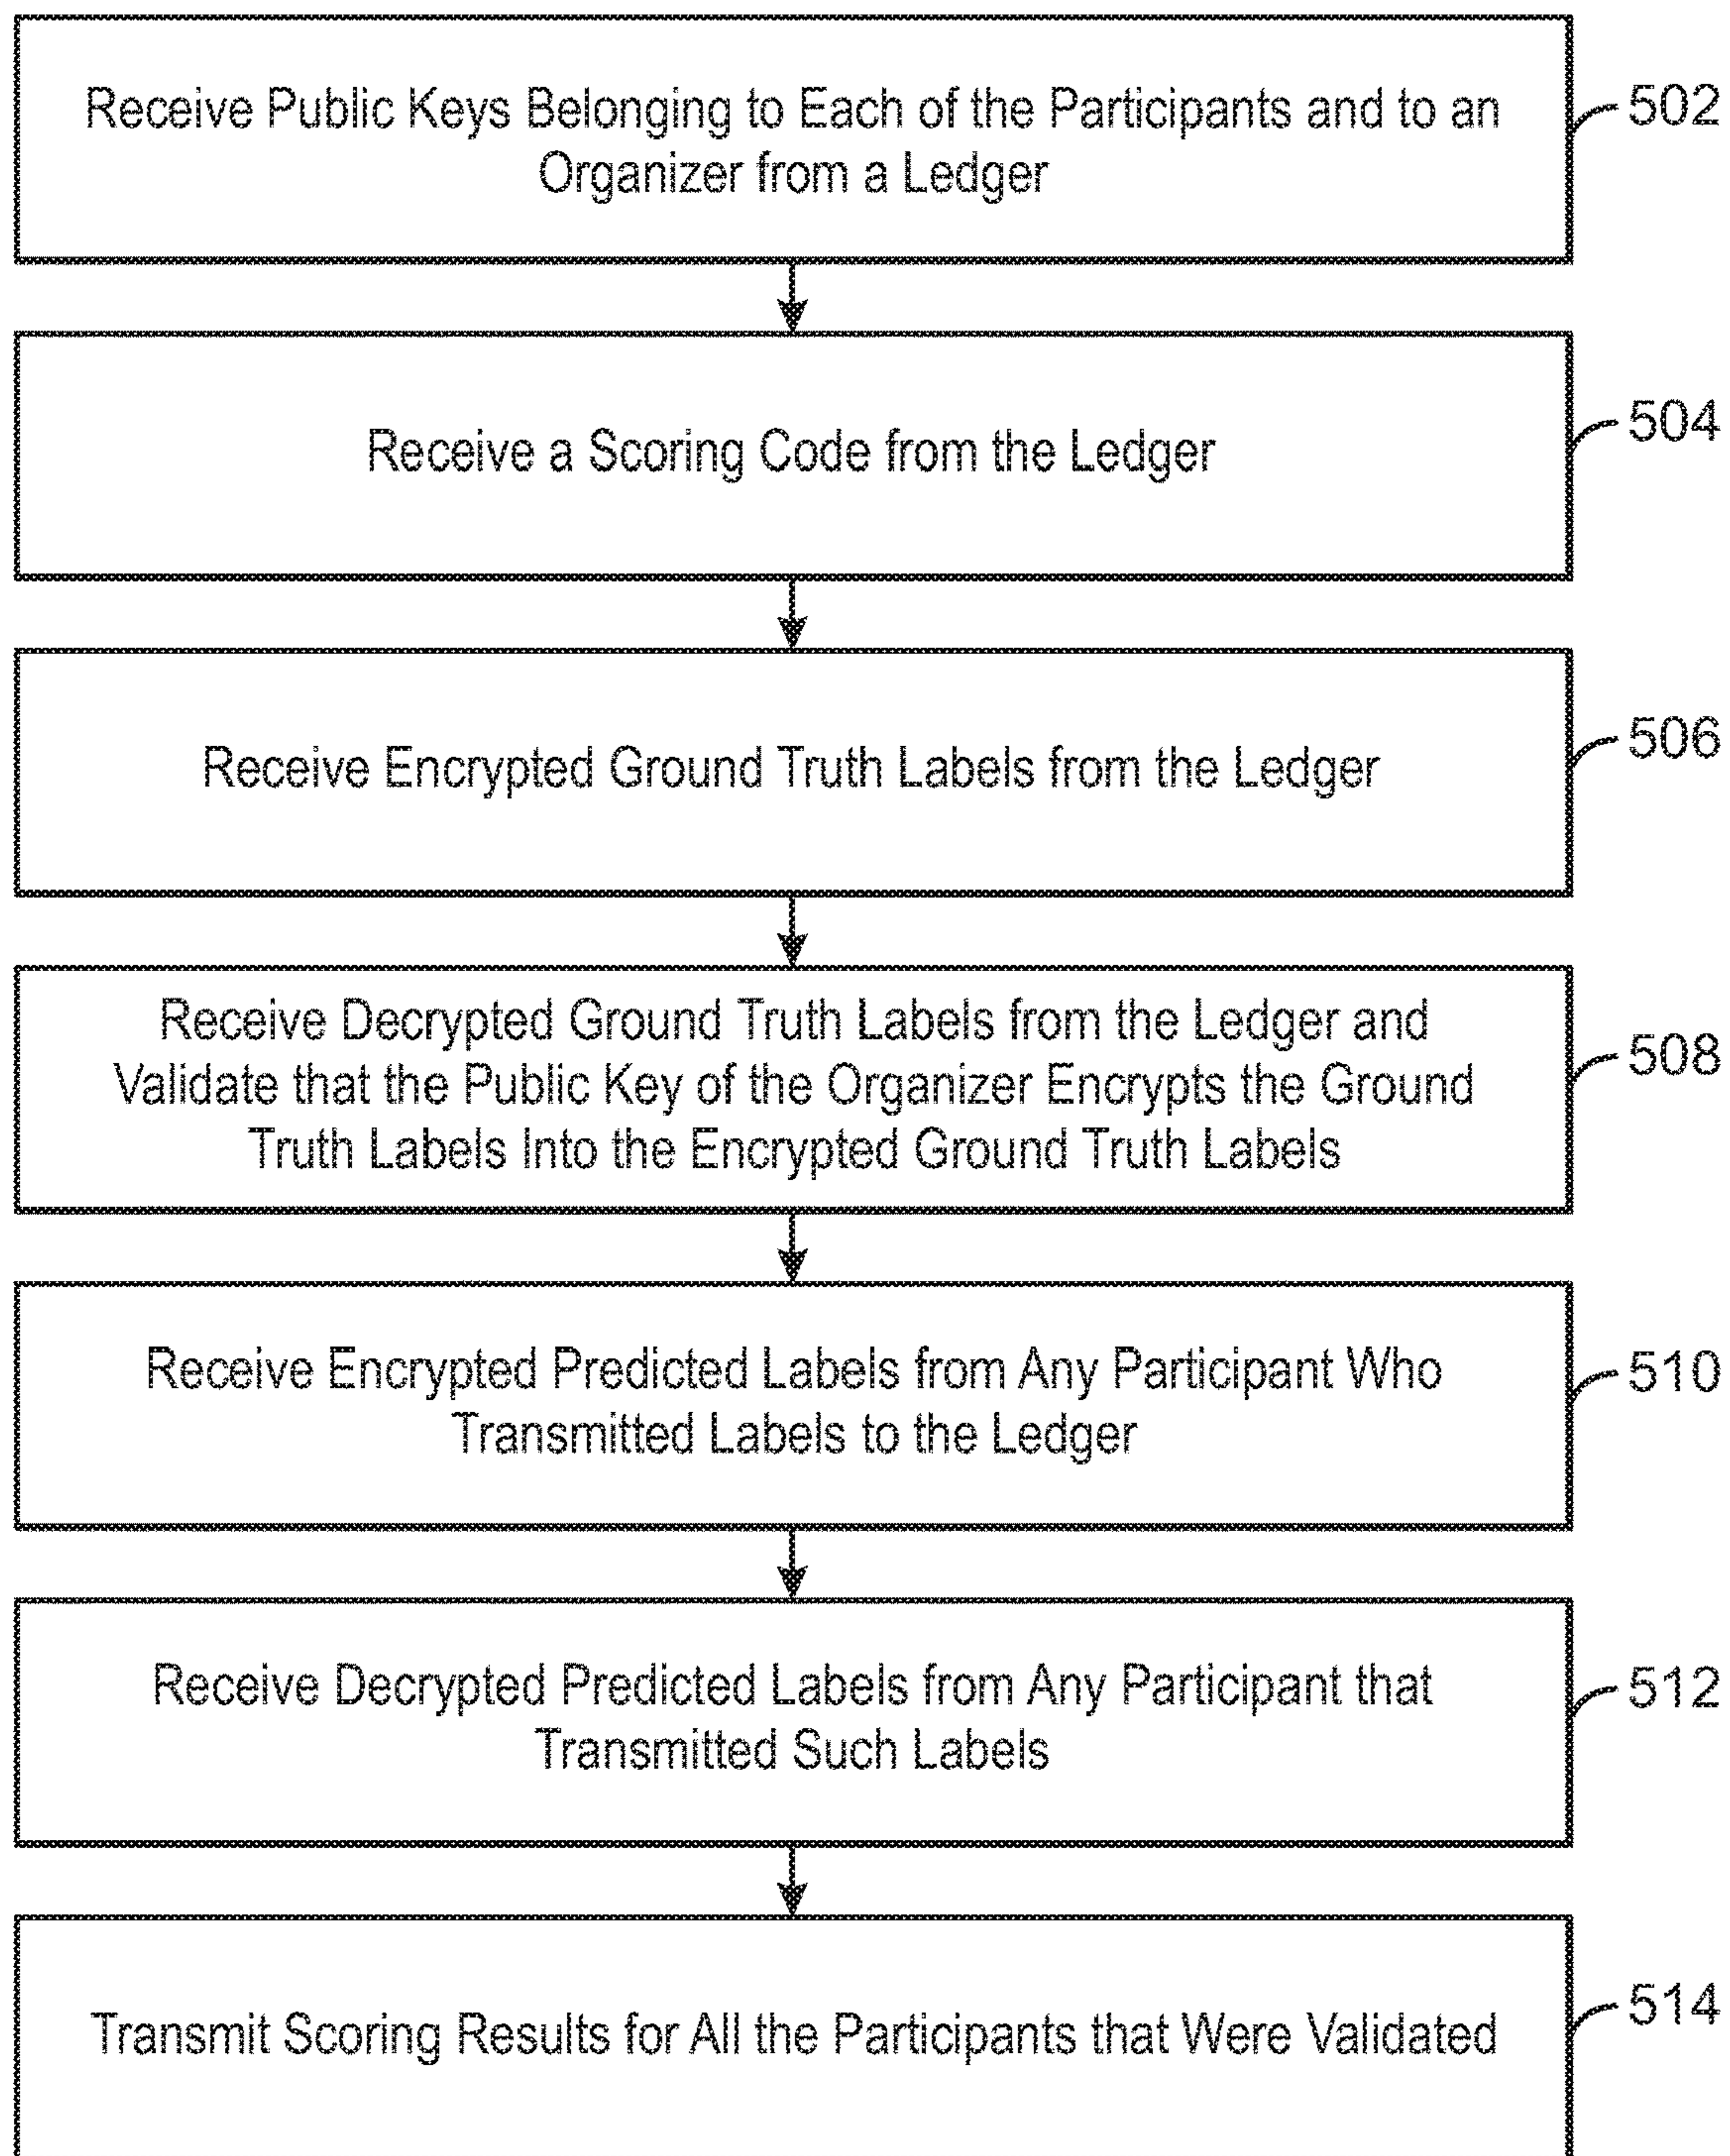 Receive Public Keys Belonging to Each of the Participants and to an
Organizer from a Ledger
502
Receive a Scoring Code from the Ledger
504
Receive Encrypted Ground Truth Labels from the Ledger
506
Receive Decrypted Ground Truth Labels from the Ledger and
Validate that the Public Key of the Organizer Encrypts the Ground
Truth Labels Into the Encrypted Ground Truth Labels
508
Receive Encrypted Predicted Labels from Any Participant Who
Transmitted Labels to the Ledger
510
Receive Decrypted Predicted Labels from Any Participant that
Transmitted Such Labels
512
Transmit Scoring Results for All the Participants that Were Validated
514